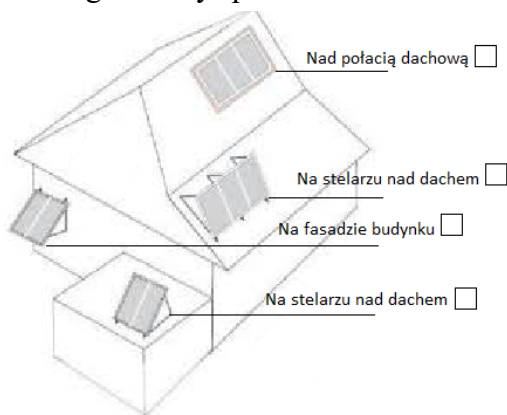 Nad połacią dachową
Na stelarzu nad dachem
Na fasadzie budynku
Na stelarzu nad dachem